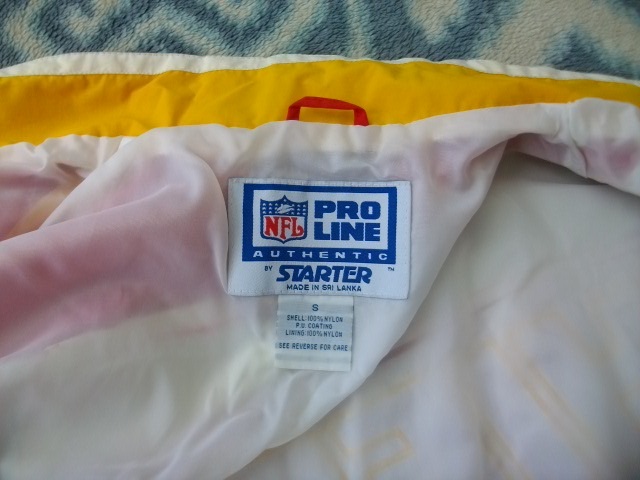 NFL
PRO
LINE
AUTHENTIC
BY STARTER ™
MADE IN SRI LANKA
S
SHELL:100%NYLON
P.U COATING
LINING:100%NYLON
SEE REVERSE FOR CARE